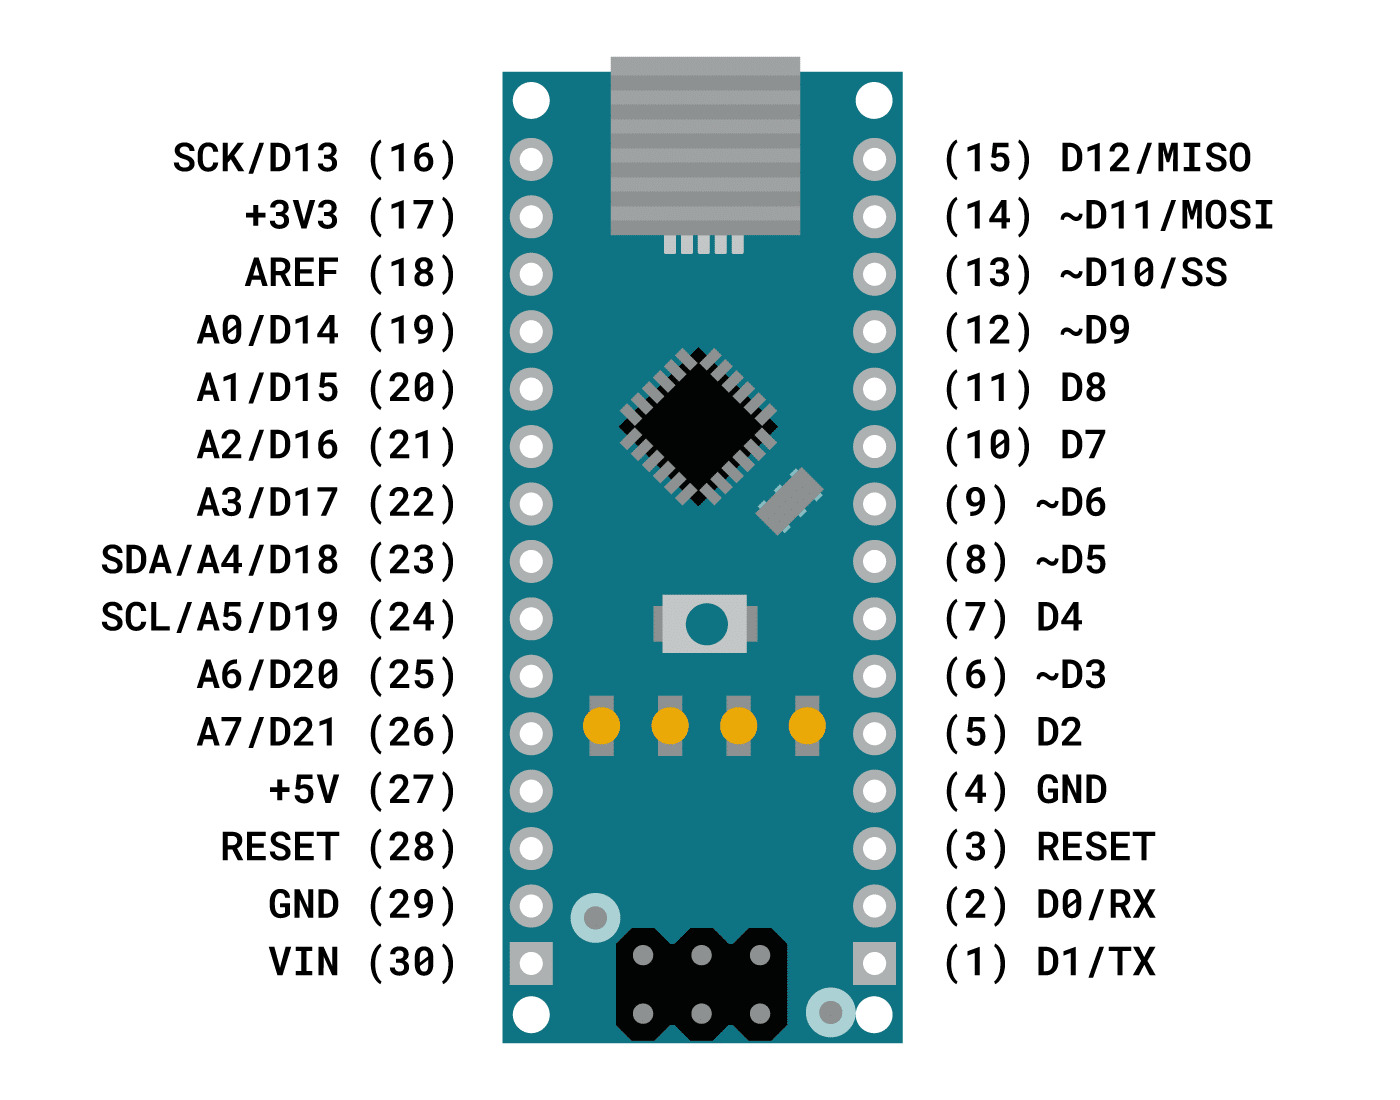 SCK/D13 (16)
+3V3 (17)
AREF (18)
A0/D14 (19)
A1/D15 (20)
A2/D16 (21)
A3/D17 (22)
SDA/A4/D18 (23)
SCL/A5/D19 (24)
A6/D20 (25)
A7/D21 (26)
+5V (27)
RESET (28)
GND (29)
VIN (30)
(15) D12/MISO
(14) ~D11/MOSI
(13) ~D10/SS
(12) ~D9
(11) D8
(10) D7
(9) ~D6
(8) ~D5
(7) D4
(6) ~D3
(5) D2
(4) GND
(3) RESET
(2) D0/RX
(1) D1/TX